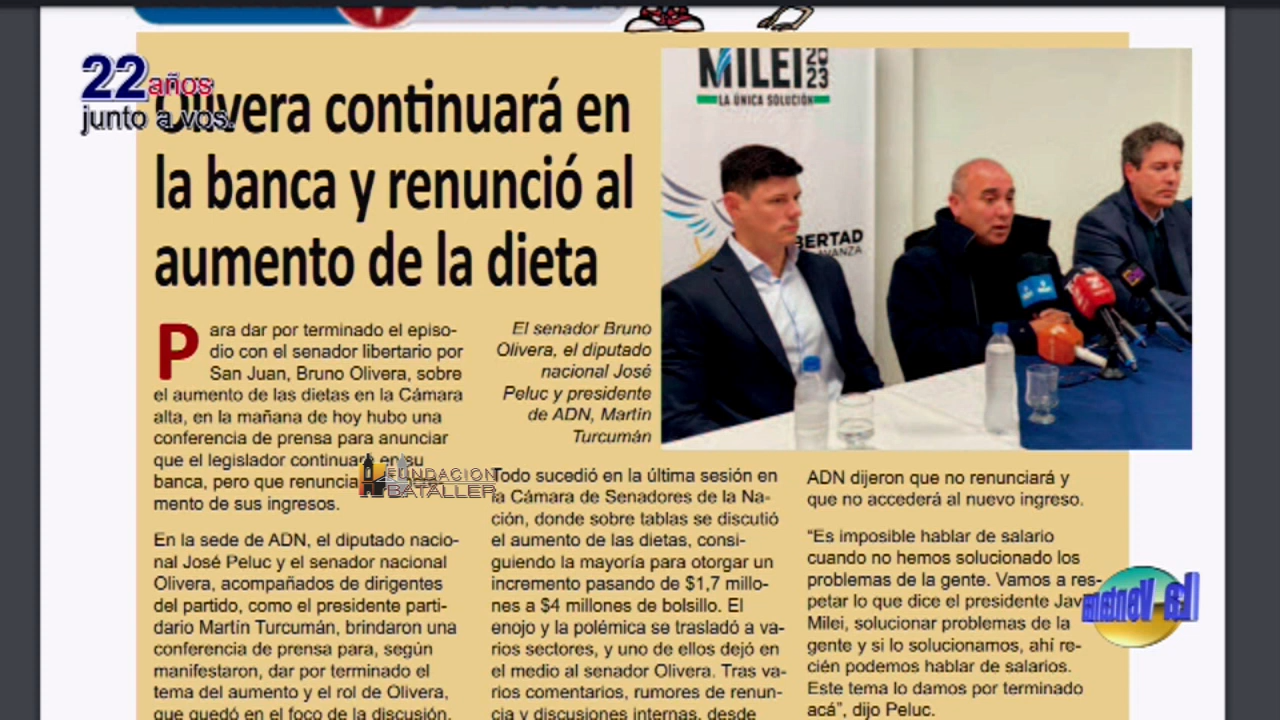 22 años
junto a vos.
Olivera continuará en
la banca y renunció al
aumento de la dieta
MILEI 2023
LA ÚNICA SOLUCIÓN
BERTAD
AVANZA
Para dar por terminado el episo-
dio con el senador libertario por
San Juan, Bruno Olivera, sobre
el aumento de las dietas en la Cámara
alta, en la mañana de hoy hubo una
conferencia de prensa para anunciar
que el legislador continuará en su
banca, pero que renuncia
mento de sus ingresos.
En la sede de ADN, el diputado nacio-
nal José Peluc y el senador nacional
Olivera, acompañados de dirigentes
del partido, como el presidente parti-
dario Martín Turcumán, brindaron una
conferencia de prensa para, según
manifestaron, dar por terminado el
tema del aumento y el rol de Olivera,
que quedó en el foco de la discusión.
El senador Bruno
Olivera, el diputado
nacional José
Peluc y presidente
de ADN, Martín
Turcumán
FUNDACION
BATALLER
Todo sucedió en la última sesión en
la Cámara de Senadores de la Na-
ción, donde sobre tablas se discutió
el aumento de las dietas, consi-
guiendo la mayoría para otorgar un
incremento pasando de $1,7 millo-
nes a $4 millones de bolsillo. El
enojo y la polémica se trasladó a va-
rios sectores, y uno de ellos dejó en
el medio al senador Olivera. Tras va-
rios comentarios, rumores de renun-
cia y discusiones internas, desde
ADN dijeron que no renunciará y
que no accederá al nuevo ingreso.
“Es imposible hablar de salario
cuando no hemos solucionado los
problemas de la gente. Vamos a res-
petar lo que dice el presidente Jav
Milei, solucionar problemas de la
gente y si lo solucionamos, ahí re-
cién podemos hablar de salarios.
Este tema lo damos por terminado
acá”, dijo Peluc.
la Ventana